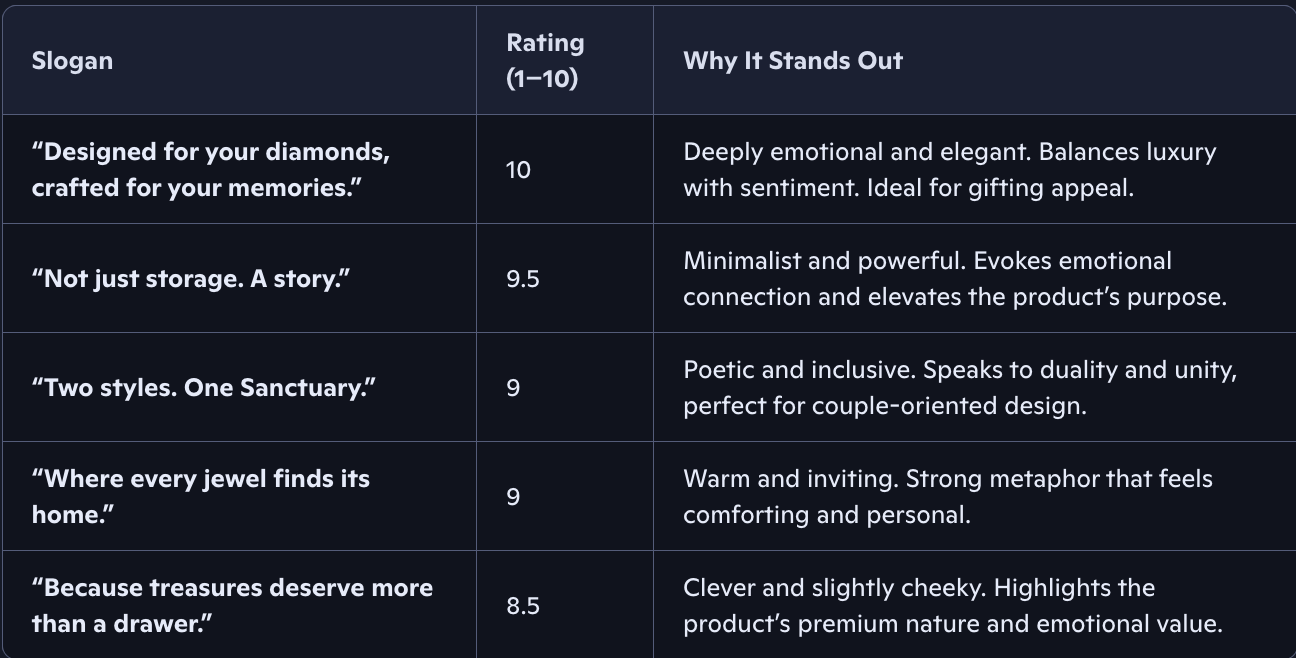 Slogan
Rating
(1–10)
Why It Stands Out
“Designed for your diamonds,
crafted for your memories.”
10
Deeply emotional and elegant. Balances luxury
with sentiment. Ideal for gifting appeal.
“Not just storage. A story.”
9.5
Minimalist and powerful. Evokes emotional
connection and elevates the product’s purpose.
“Two styles. One Sanctuary.”
9
Poetic and inclusive. Speaks to duality and unity,
perfect for couple-oriented design.
“Where every jewel finds its
home.”
9
Warm and inviting. Strong metaphor that feels
comforting and personal.
“Because treasures deserve more
than a drawer.”
8.5
Clever and slightly cheeky. Highlights the
product’s premium nature and emotional value.